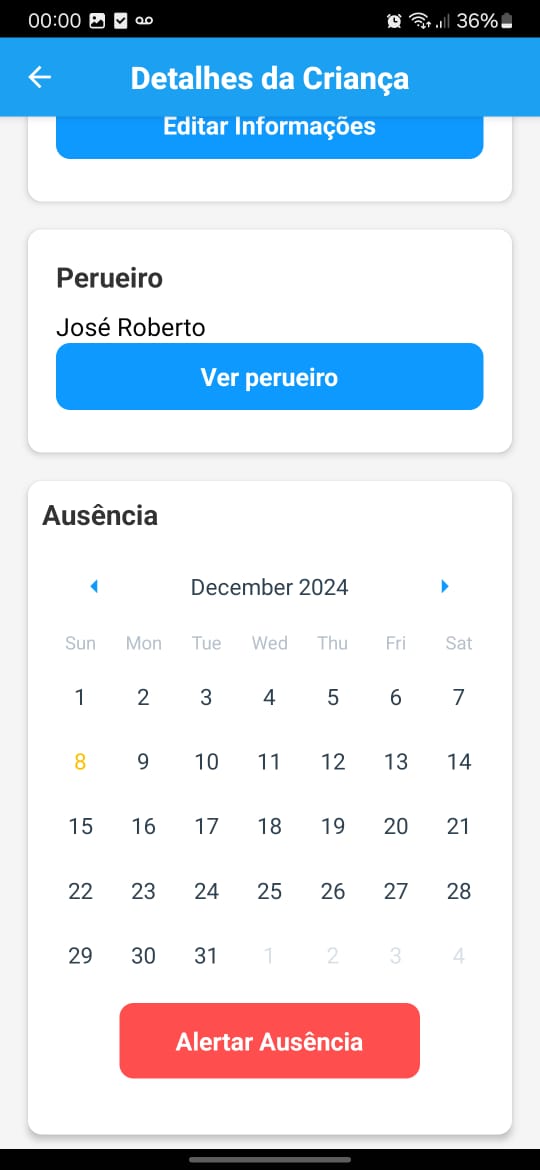 00:00 36%
Detalhes da Criança
Editar Informações
Perueiro
José Roberto
Ver perueiro
Ausência
December 2024
Sun Mon Tue Wed Thu Fri Sat
1 2 3 4 5 6 7
8 9 10 11 12 13 14
15 16 17 18 19 20 21
22 23 24 25 26 27 28
29 30 31 1 2 3 4
Alertar Ausência